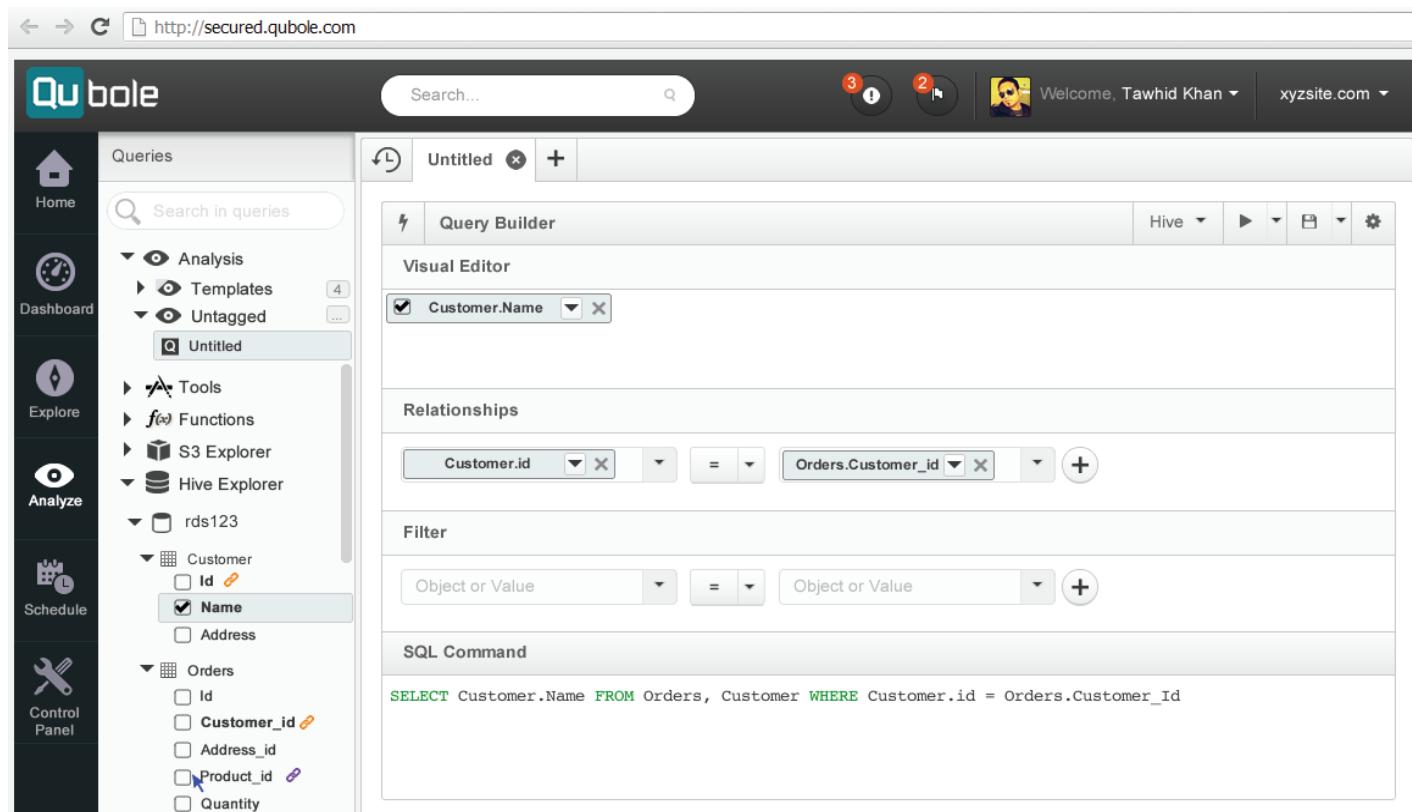 http://secured.qubole.com
Qubole
Search...
3
2
Welcome, Tawhid Khan
xyzsite.com
Home
Dashboard
Explore
Analyze
Schedule
Control
Panel
Queries
Search in queries
Analysis
Templates
4
Untagged
...
Q Untitled
Tools
f(x) Functions
S3 Explorer
Hive Explorer
rds123
Customer
Id
Name
Address
Orders
Id
Customer_id
Address_id
Product_id
Quantity
Untitled
Query Builder
Hive
Visual Editor
Customer.Name
Relationships
Customer.id
=
Orders.Customer_id
Filter
Object or Value
=
Object or Value
SQL Command
SELECT Customer.Name FROM Orders, Customer WHERE Customer.id = Orders.Customer_Id